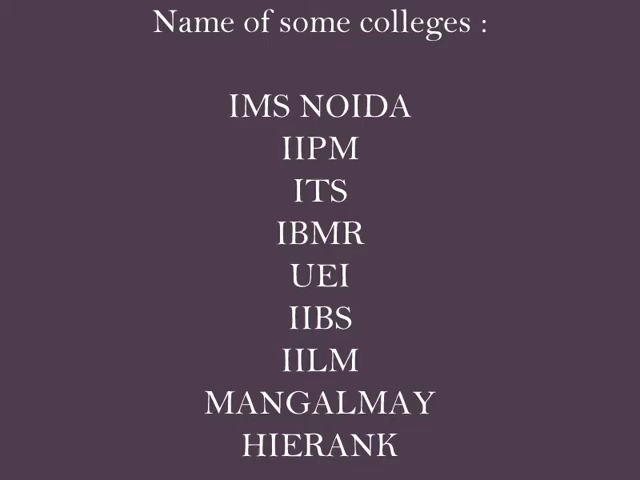 Name of some colleges :
IMS NOIDA
IIPM
ITS
IBMR
UEI
IIBS
IILM
MANGALMAY
HIERANK